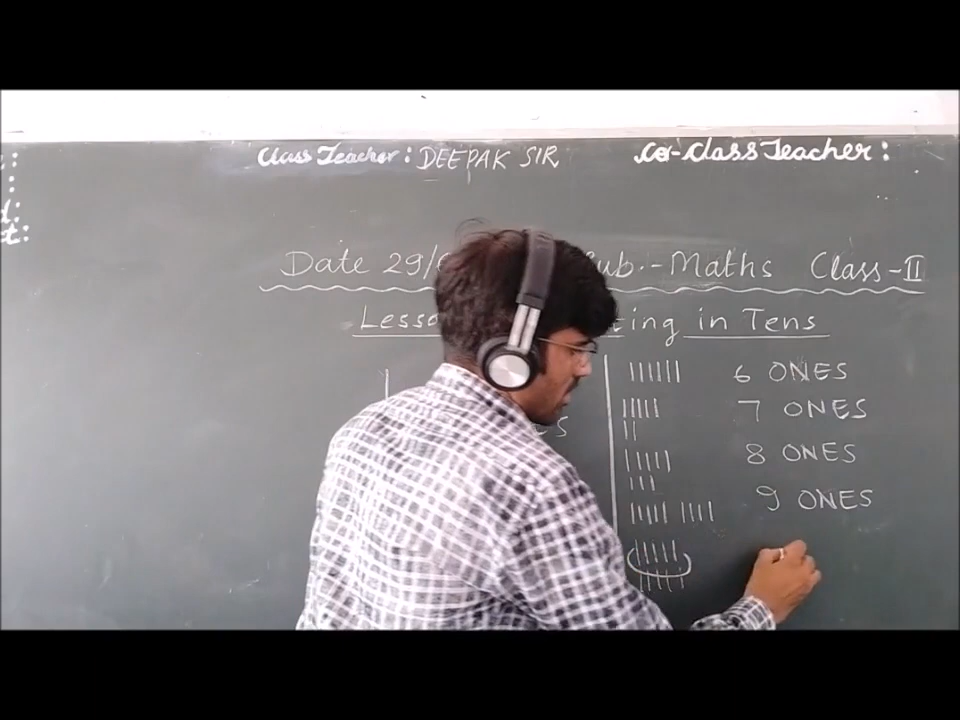 Class Teacher: DEEPAK SIR
Co-Class Teacher:
Date 29/ Sub.-Maths Class-II
in Tens
6 ONES
7 ONES
8 ONES
9 ONES